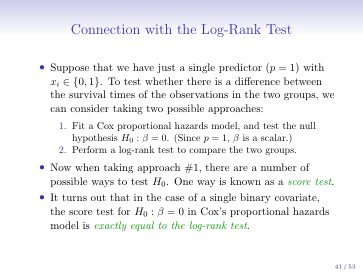 Connection with the Log-Rank Test
• Suppose that we have just a single predictor (p = 1) with
xᵢ ∈ {0, 1}. To test whether there is a difference between
the survival times of the observations in the two groups, we
can consider taking two possible approaches:
1. Fit a Cox proportional hazards model, and test the null
hypothesis H₀ : β = 0. (Since p = 1, β is a scalar.)
2. Perform a log-rank test to compare the two groups.
• Now when taking approach #1, there are a number of
possible ways to test H₀. One way is known as a score test.
• It turns out that in the case of a single binary covariate,
the score test for H₀ : β = 0 in Cox's proportional hazards
model is exactly equal to the log-rank test.
41 / 53